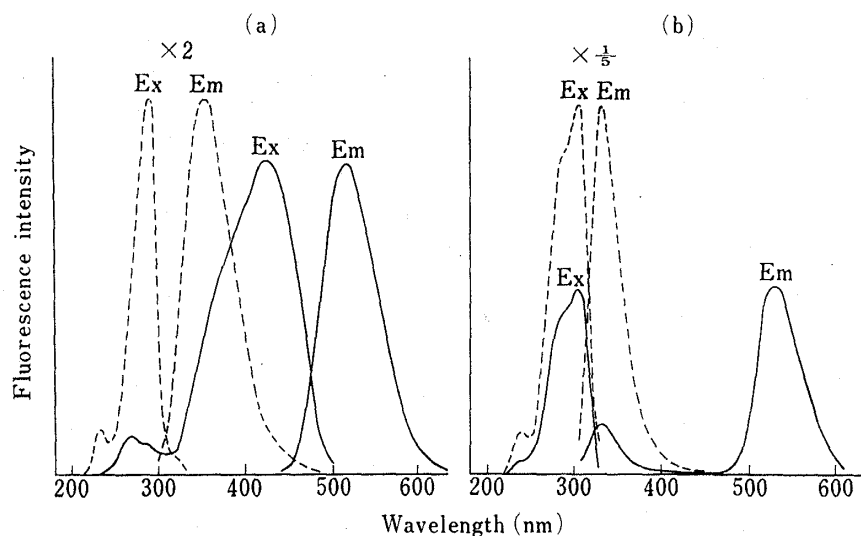 (a)
(b)
×2
× 1/5
Ex
Em
Ex
Em
Ex
Em
Ex
Em
Fluorescence intensity
200 300 400 500 600
200 300 400 500 600
Wavelength (nm)